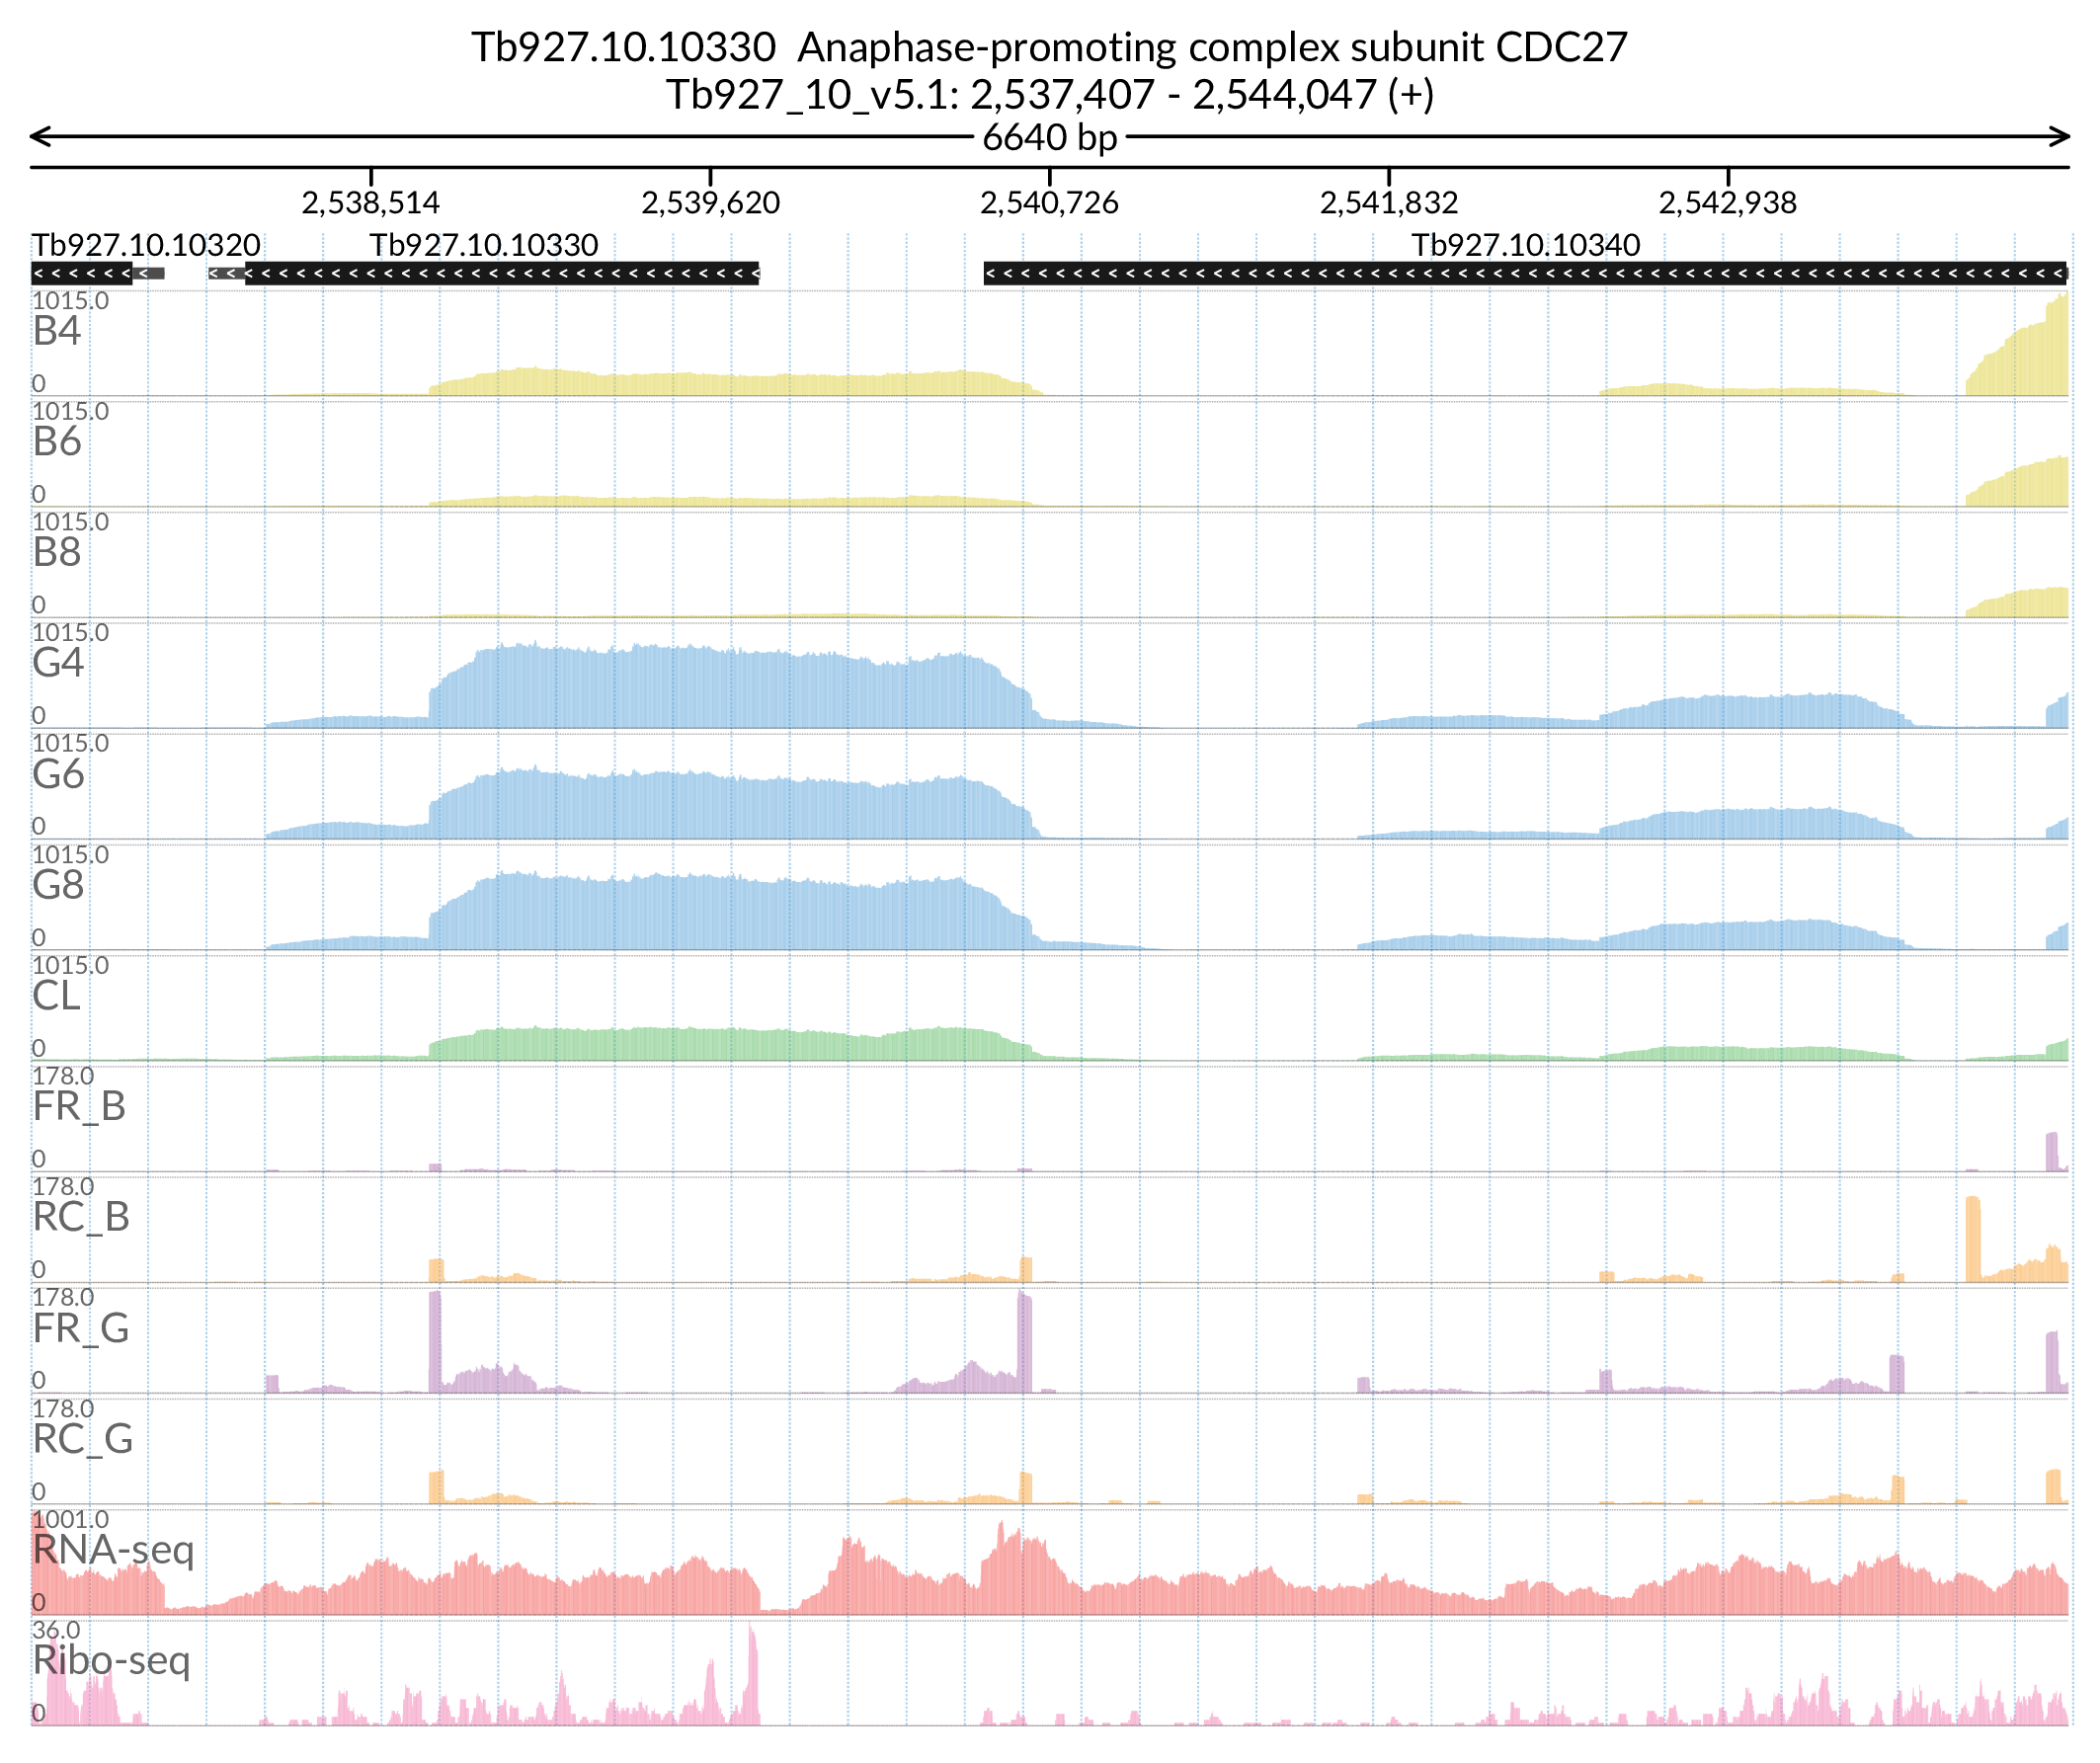 Tb927.10.10330 Anaphase-promoting complex subunit CDC27
Tb927_10_v5.1: 2,537,407 - 2,544,047 (+)
6640 bp
2,538,514 2,539,620 2,540,726 2,541,832 2,542,938
Tb927.10.10320 Tb927.10.10330 Tb927.10.10340
1015.0
B4
0
1015.0
B6
0
1015.0
B8
0
1015.0
G4
0
1015.0
G6
0
1015.0
G8
0
1015.0
CL
0
178.0
FR_B
0
178.0
RC_B
0
178.0
FR_G
0
178.0
RC_G
0
1001.0
RNA-seq
0
36.0
Ribo-seq
0